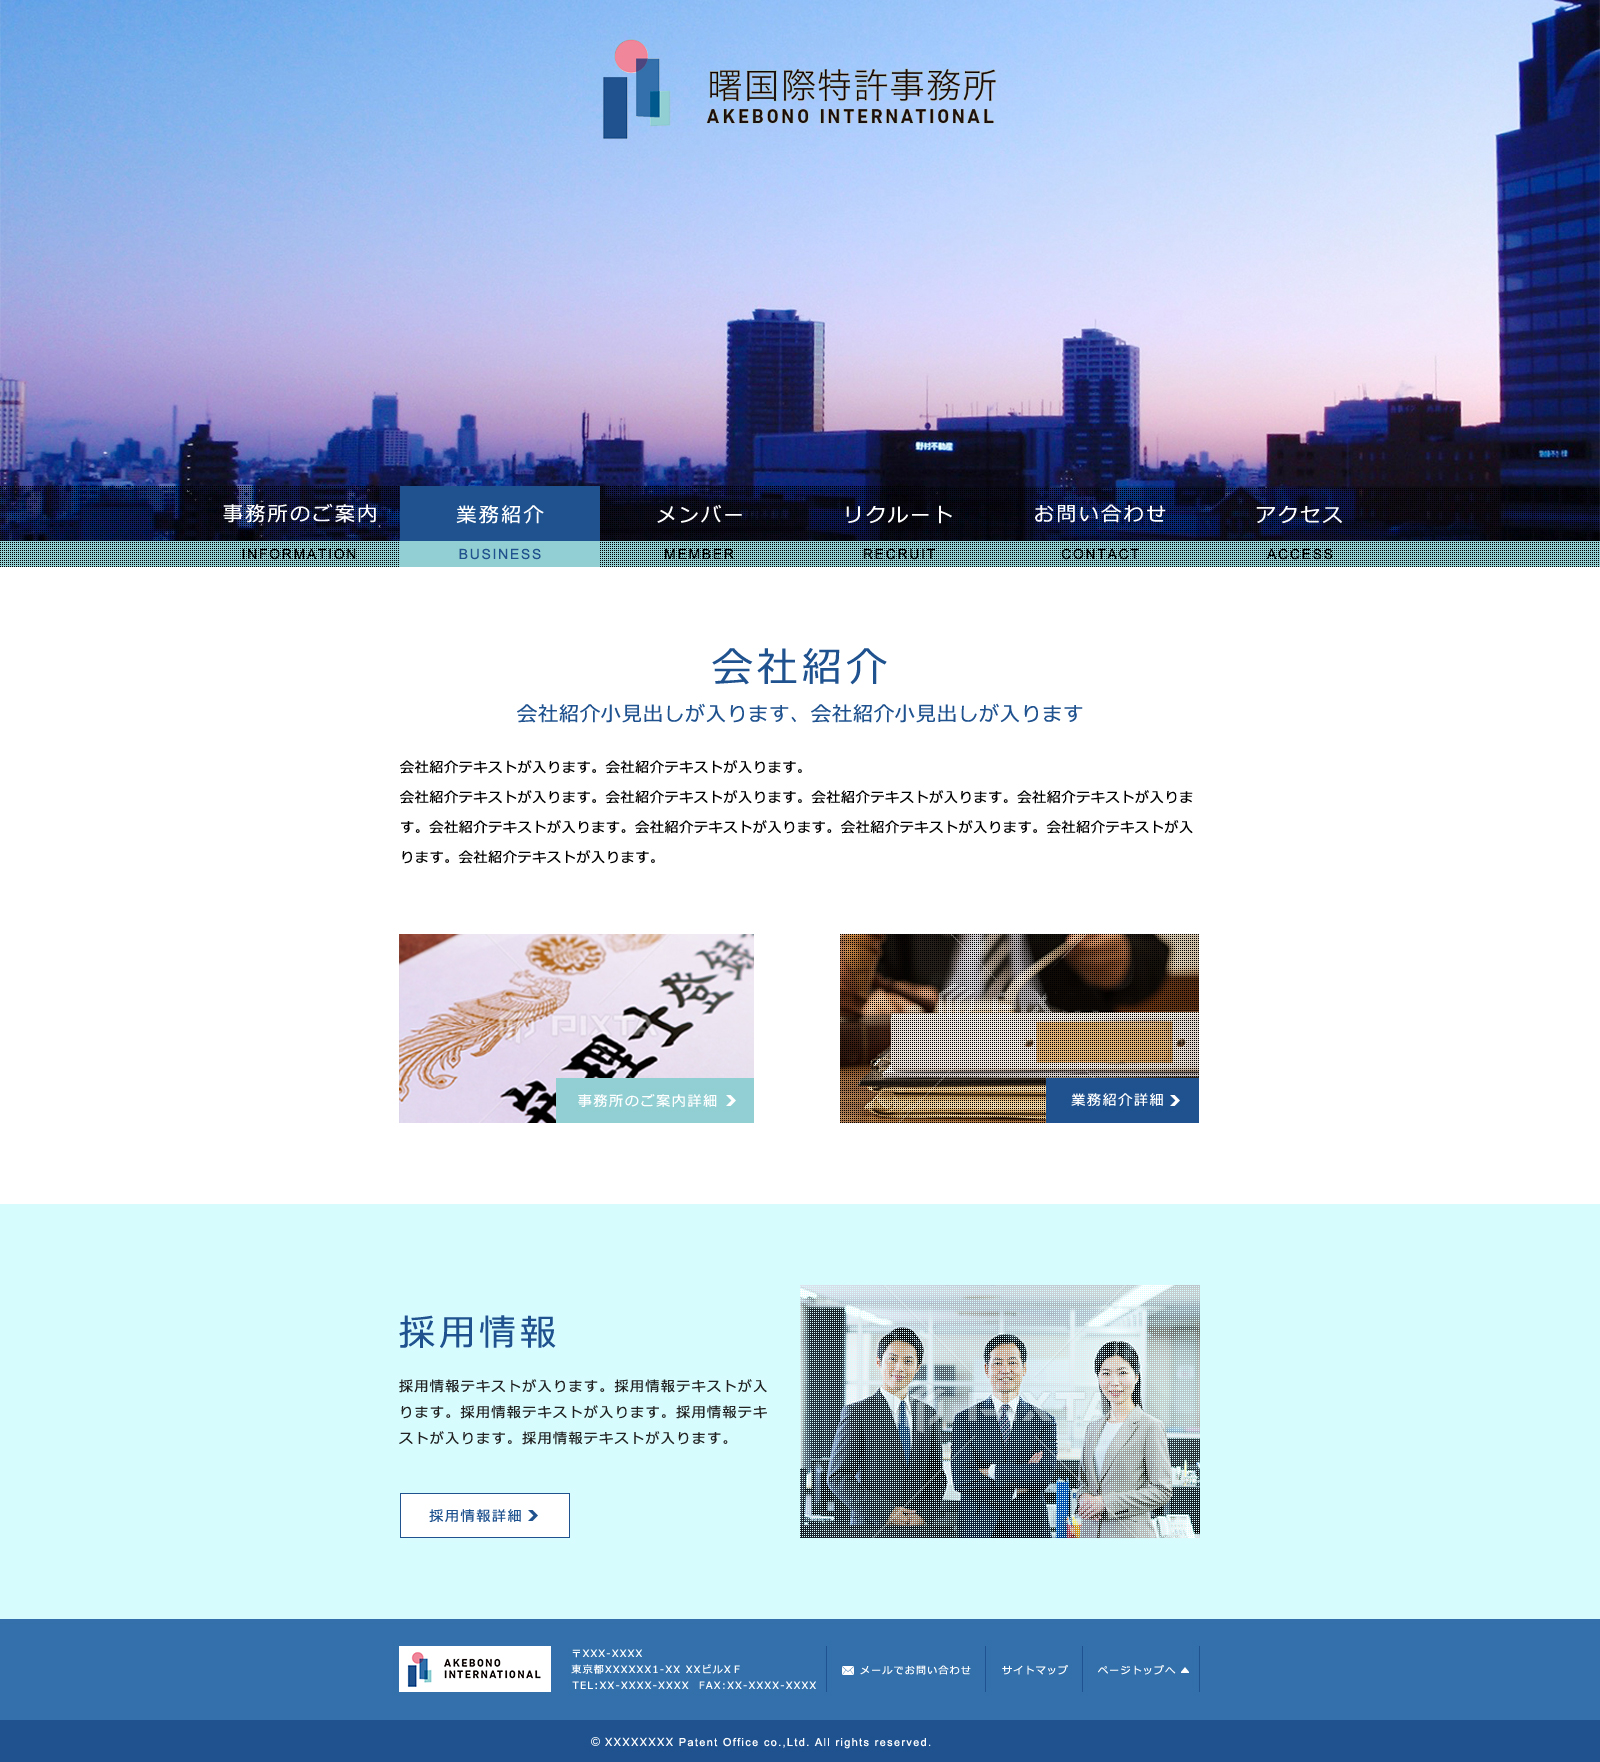 曙国際特許事務所
AKEBONO INTERNATIONAL
野村不動産
事務所のご案内
業務紹介
メンバー
リクルート
お問い合わせ
アクセス
INFORMATION
BUSINESS
MEMBER
RECRUIT
CONTACT
ACCESS
会社紹介
会社紹介小見出しが入ります、会社紹介小見出しが入ります
会社紹介テキストが入ります。会社紹介テキストが入ります。
会社紹介テキストが入ります。会社紹介テキストが入ります。会社紹介テキストが入ります。会社紹介テキストが入りま
す。会社紹介テキストが入ります。会社紹介テキストが入ります。会社紹介テキストが入ります。会社紹介テキストが入
ります。会社紹介テキストが入ります。
理士登録
PIXTA
事務所のご案内詳細
業務紹介詳細
採用情報
採用情報テキストが入ります。採用情報テキストが入
ります。採用情報テキストが入ります。採用情報テキ
ストが入ります。採用情報テキストが入ります。
採用情報詳細
PIXTA
AKEBONO
INTERNATIONAL
〒XXX-XXXX
東京都XXXXXX1-XX XXビルXF
TEL:XX-XXXX-XXXX FAX:XX-XXXX-XXXX
メールでお問い合わせ
サイトマップ
ページトップへ
© XXXXXXXX Patent Office co.,Ltd. All rights reserved.